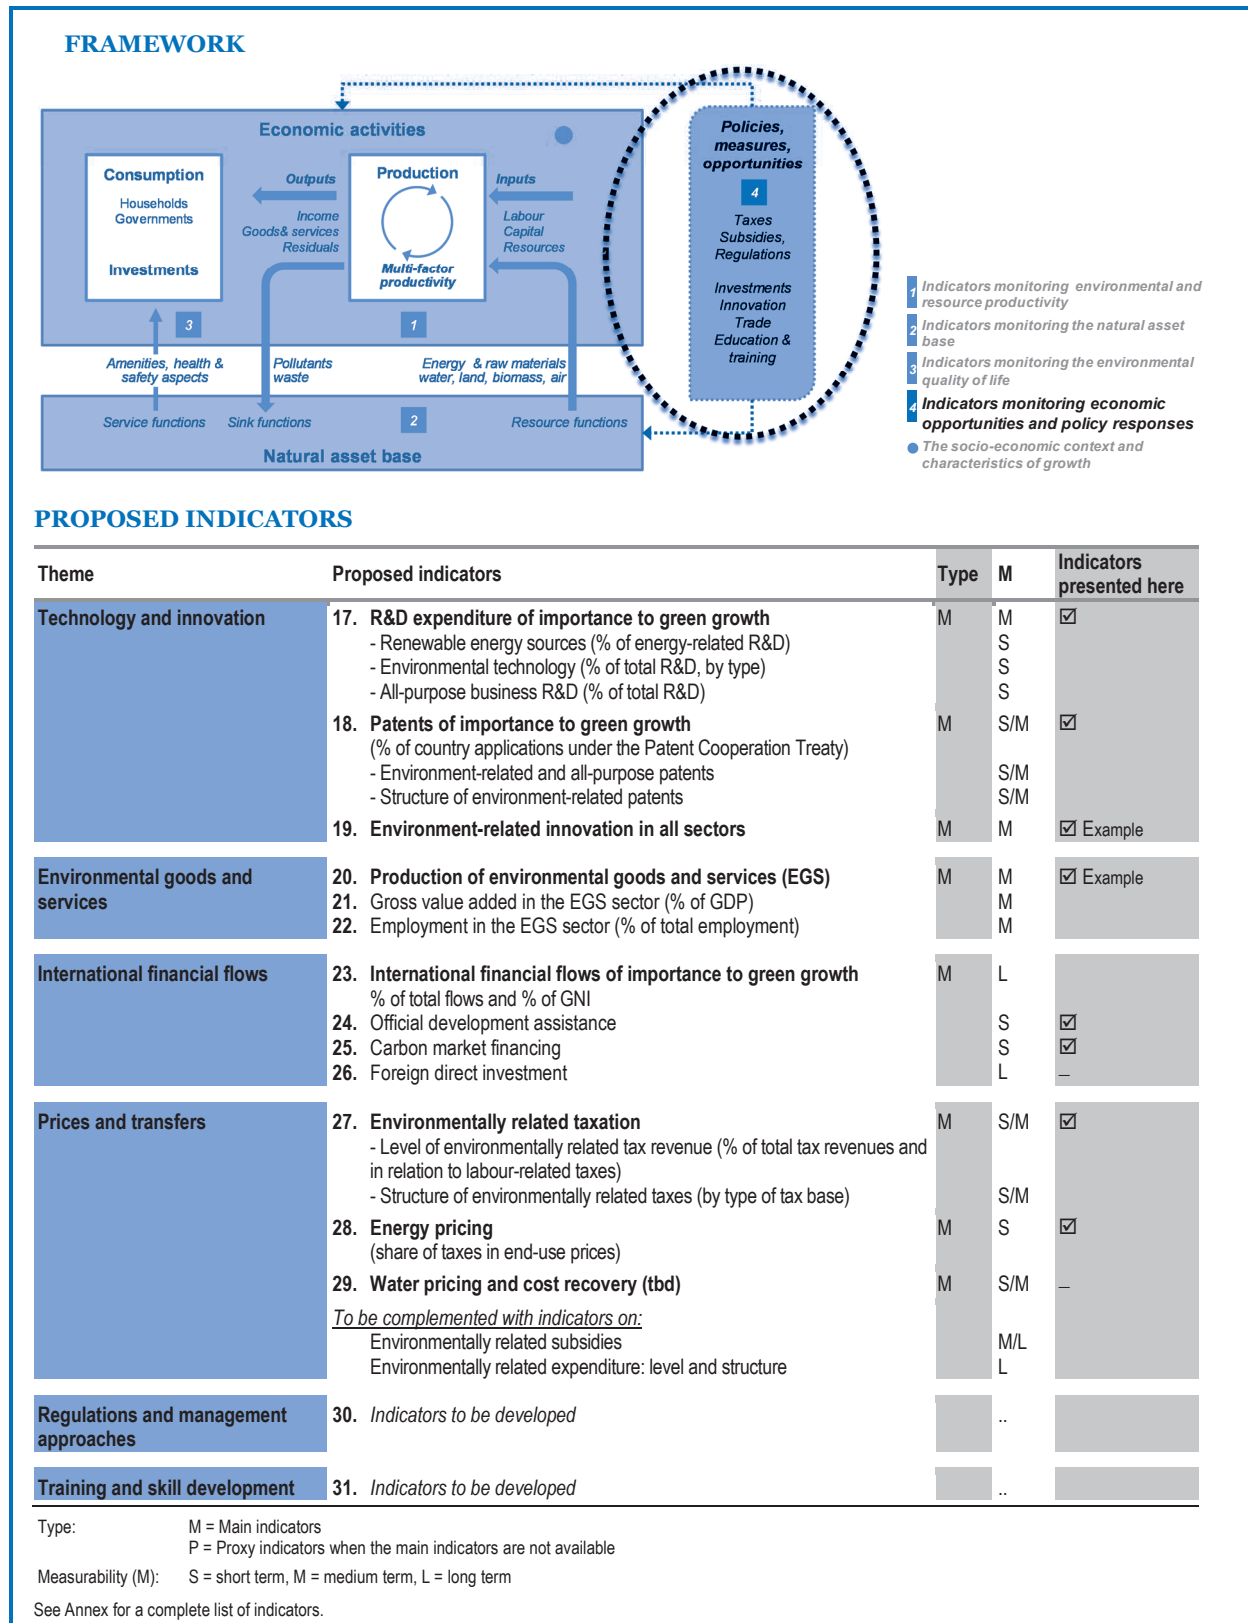 FRAMEWORK
Economic activities
Consumption
Households
Governments
Investments
Outputs
Income
Goods& services
Residuals
Production
Multi-factor
productivity
Inputs
Labour
Capital
Resources
3
1
Amenities, health &
safety aspects
Pollutants
waste
Energy & raw materials
water, land, biomass, air
Service functions
Sink functions
2
Resource functions
Natural asset base
Policies,
measures,
opportunities
4
Taxes
Subsidies,
Regulations
Investments
Innovation
Trade
Education &
training
1 Indicators monitoring environmental and
resource productivity
2 Indicators monitoring the natural asset
base
3 Indicators monitoring the environmental
quality of life
4 Indicators monitoring economic
opportunities and policy responses
● The socio-economic context and
characteristics of growth
PROPOSED INDICATORS
Theme Proposed indicators Type M Indicators
presented here
Technology and innovation 17. R&D expenditure of importance to green growth M M ☑
- Renewable energy sources (% of energy-related R&D) S
- Environmental technology (% of total R&D, by type) S
- All-purpose business R&D (% of total R&D) S
18. Patents of importance to green growth M S/M ☑
(% of country applications under the Patent Cooperation Treaty)
- Environment-related and all-purpose patents S/M
- Structure of environment-related patents S/M
19. Environment-related innovation in all sectors M M ☑ Example
Environmental goods and 20. Production of environmental goods and services (EGS) M M ☑ Example
services 21. Gross value added in the EGS sector (% of GDP) M
22. Employment in the EGS sector (% of total employment) M
International financial flows 23. International financial flows of importance to green growth M L
% of total flows and % of GNI
24. Official development assistance S ☑
25. Carbon market financing S ☑
26. Foreign direct investment L –
Prices and transfers 27. Environmentally related taxation M S/M ☑
- Level of environmentally related tax revenue (% of total tax revenues and
in relation to labour-related taxes)
- Structure of environmentally related taxes (by type of tax base) S/M
28. Energy pricing M S ☑
(share of taxes in end-use prices)
29. Water pricing and cost recovery (tbd) M S/M –
To be complemented with indicators on:
Environmentally related subsidies M/L
Environmentally related expenditure: level and structure L
Regulations and management 30. Indicators to be developed ..
approaches
Training and skill development 31. Indicators to be developed ..
Type: M = Main indicators
P = Proxy indicators when the main indicators are not available
Measurability (M): S = short term, M = medium term, L = long term
See Annex for a complete list of indicators.